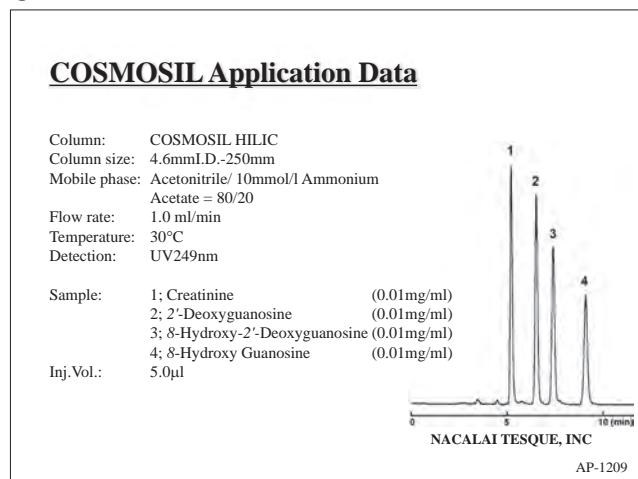 COSMOSIL Application Data
Column: COSMOSIL HILIC
Column size: 4.6mmI.D.-250mm
Mobile phase: Acetonitrile/ 10mmol/l Ammonium
Acetate = 80/20
Flow rate: 1.0 ml/min
Temperature: 30°C
Detection: UV249nm
Sample: 1; Creatinine (0.01mg/ml)
2; 2'-Deoxyguanosine (0.01mg/ml)
3; 8-Hydroxy-2'-Deoxyguanosine (0.01mg/ml)
4; 8-Hydroxy Guanosine (0.01mg/ml)
Inj.Vol.: 5.0µl
1
2
3
4
0 5 10 (min)
NACALAI TESQUE, INC
AP-1209